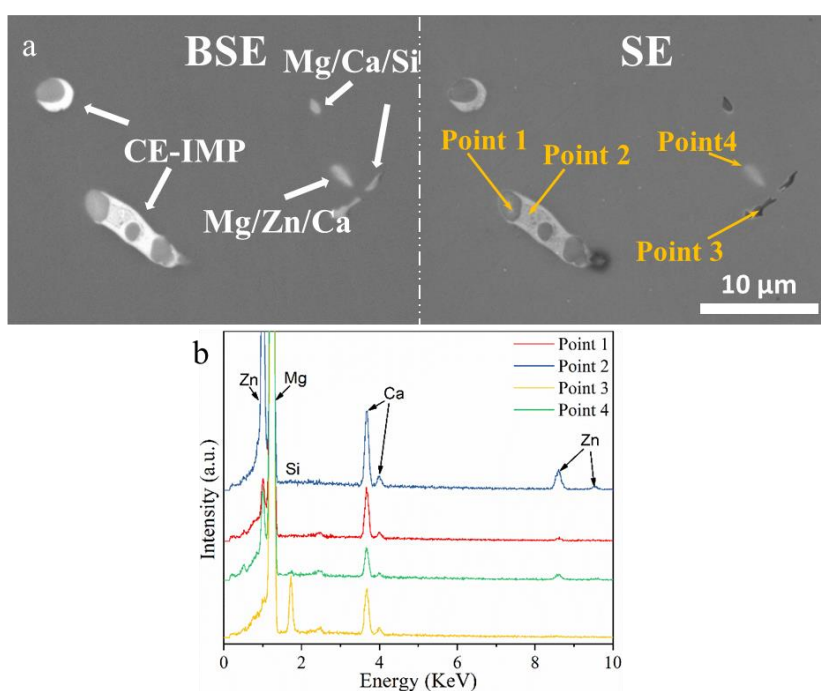 a
BSE
SE
Mg/Ca/Si
CE-IMP
Mg/Zn/Ca
Point 1
Point 2
Point4
Point 3
10 μm
b
Point 1
Point 2
Point 3
Point 4
Zn
Mg
Si
Ca
Zn
Intensity (a.u.)
0 2 4 6 8 10
Energy (KeV)